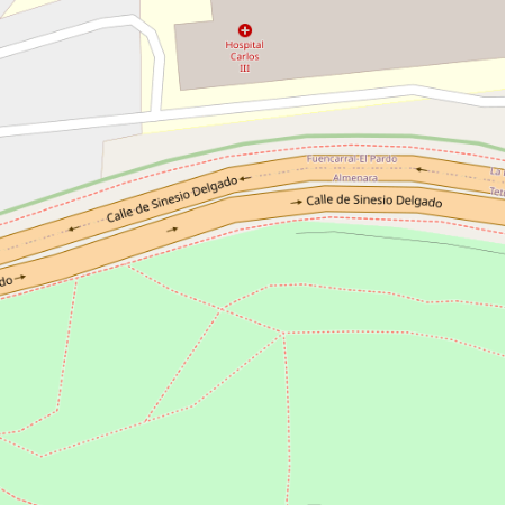 Hospital
Carlos
III
Fuencarral-El Pardo
Almenara
Calle de Sinesio Delgado
Calle de Sinesio Delgado